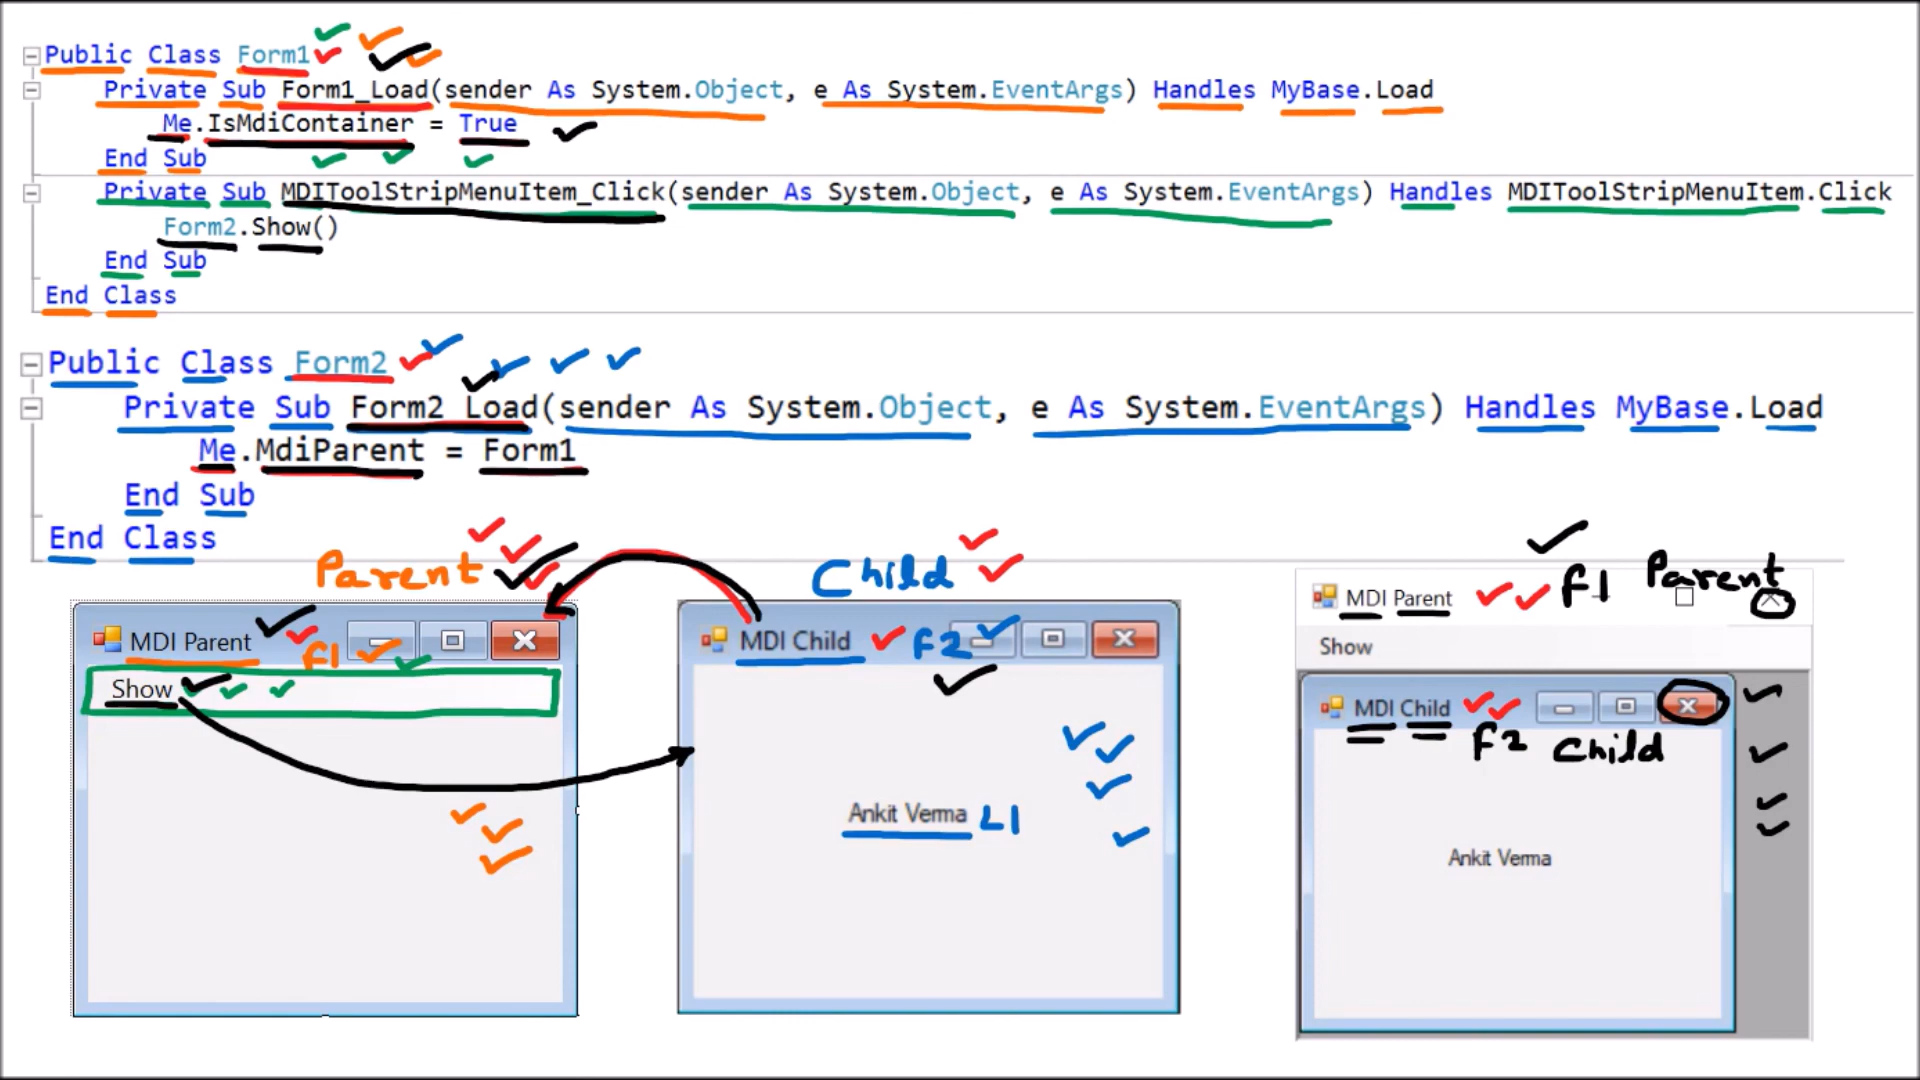 Public Class Form1
Private Sub Form1_Load(sender As System.Object, e As System.EventArgs) Handles MyBase.Load
Me.IsMdiContainer = True
End Sub
Private Sub MDIToolStripMenuItem_Click(sender As System.Object, e As System.EventArgs) Handles MDIToolStripMenuItem.Click
Form2.Show()
End Sub
End Class
Public Class Form2
Private Sub Form2_Load(sender As System.Object, e As System.EventArgs) Handles MyBase.Load
Me.MdiParent = Form1
End Sub
End Class
Parent
MDI Parent F1
Show
Child
MDI Child F2
Ankit Verma L1
MDI Parent F1 Parent
Show
MDI Child
F2 Child
Ankit Verma